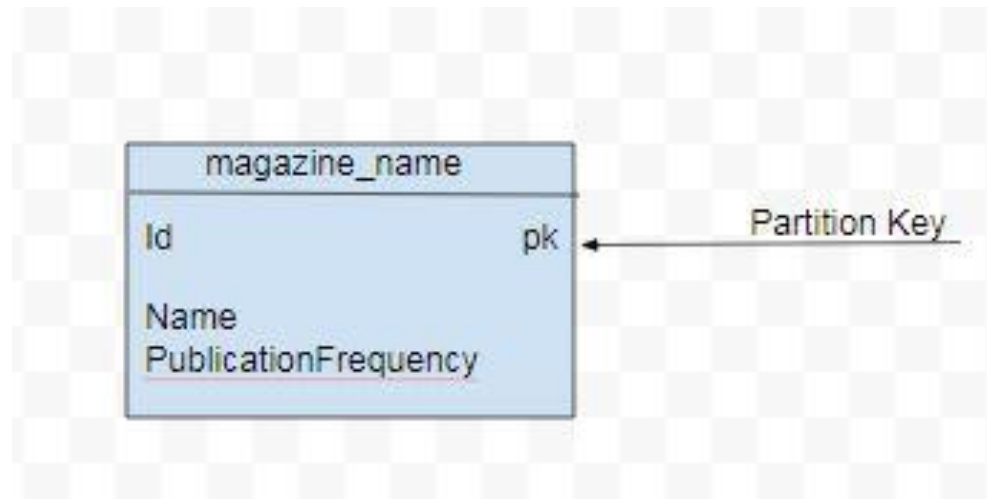 magazine_name
Id pk
Partition Key
Name
PublicationFrequency